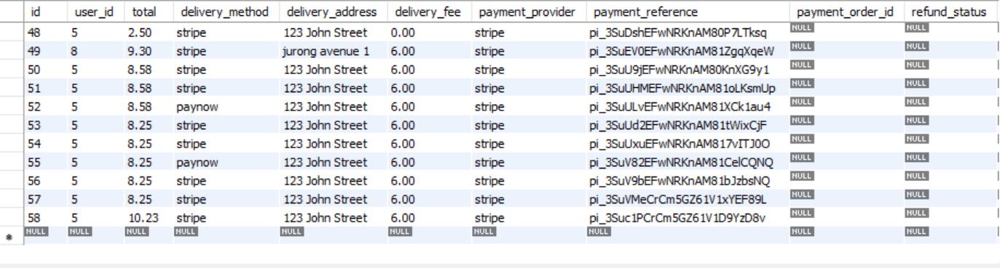 id user_id total delivery_method delivery_address delivery_fee payment_provider payment_reference payment_order_id refund_status
48 5 2.50 stripe 123 John Street 0.00 stripe pi_3SuDshEFwNRKnAM80P7LTksq NULL NULL
49 8 9.30 stripe jurong avenue 1 6.00 stripe pi_3SuEV0EFwNRKnAM81ZgqXqeW NULL NULL
50 5 8.58 stripe 123 John Street 6.00 stripe pi_3SuU9jEFwNRKnAM80KnXG9y1 NULL NULL
51 5 8.58 stripe 123 John Street 6.00 stripe pi_3SuUHMEFwNRKnAM81oLKsmUp NULL NULL
52 5 8.58 paynow 123 John Street 6.00 stripe pi_3SuULvEFwNRKnAM81XCk1au4 NULL NULL
53 5 8.25 stripe 123 John Street 6.00 stripe pi_3SuUd2EFwNRKnAM81tWixCjF NULL NULL
54 5 8.25 stripe 123 John Street 6.00 stripe pi_3SuUxuEFwNRKnAM817vITJ0O NULL NULL
55 5 8.25 paynow 123 John Street 6.00 stripe pi_3SuV82EFwNRKnAM81CelCQNQ NULL NULL
56 5 8.25 stripe 123 John Street 6.00 stripe pi_3SuV9bEFwNRKnAM81bJzbsNQ NULL NULL
57 5 8.25 stripe 123 John Street 6.00 stripe pi_3SuVMeCrCm5GZ61V1xYEF89L NULL NULL
58 5 10.23 stripe 123 John Street 6.00 stripe pi_3Suc1PCrCm5GZ61V1D9YzD8v NULL NULL
NULL NULL NULL NULL NULL NULL NULL NULL NULL NULL